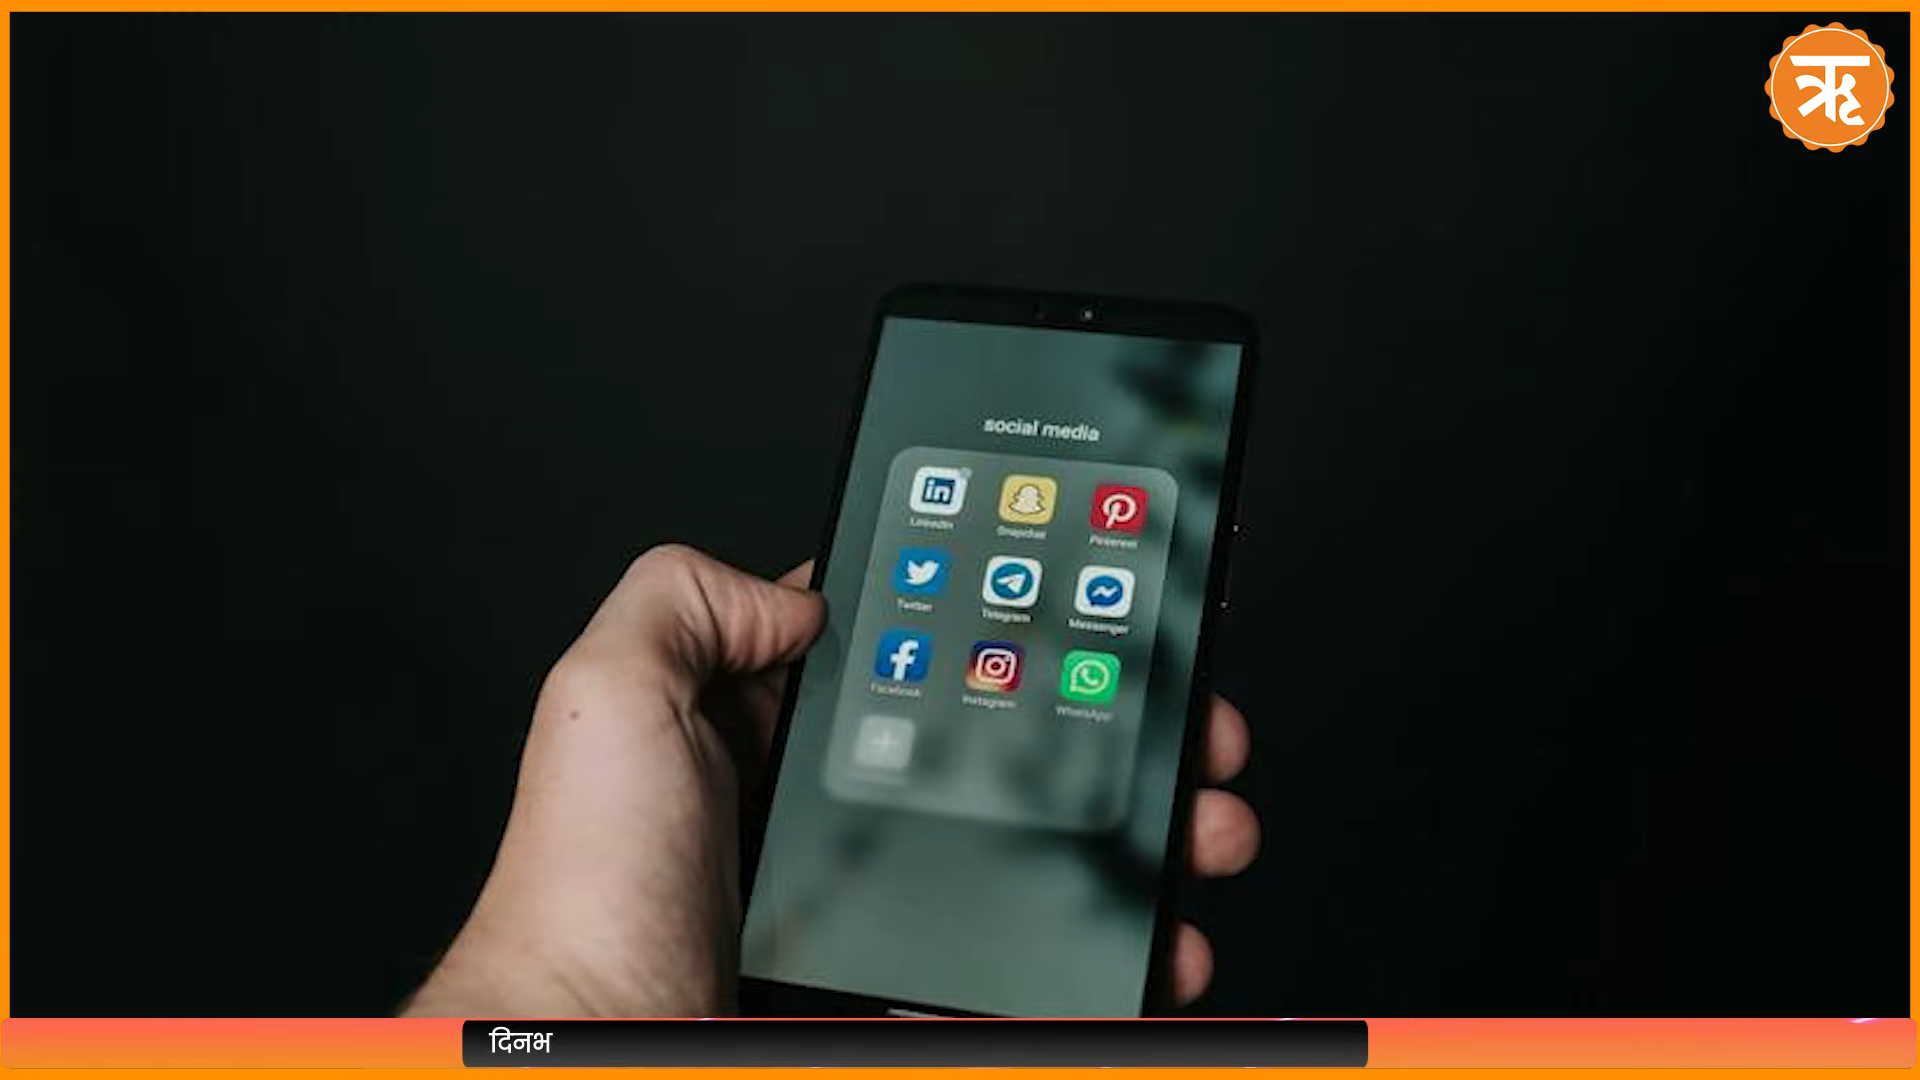 ऋ
social media
LinkedIn
Snapchat
Pinterest
Twitter
Telegram
Messenger
Facebook
Instagram
WhatsApp
दिनभ